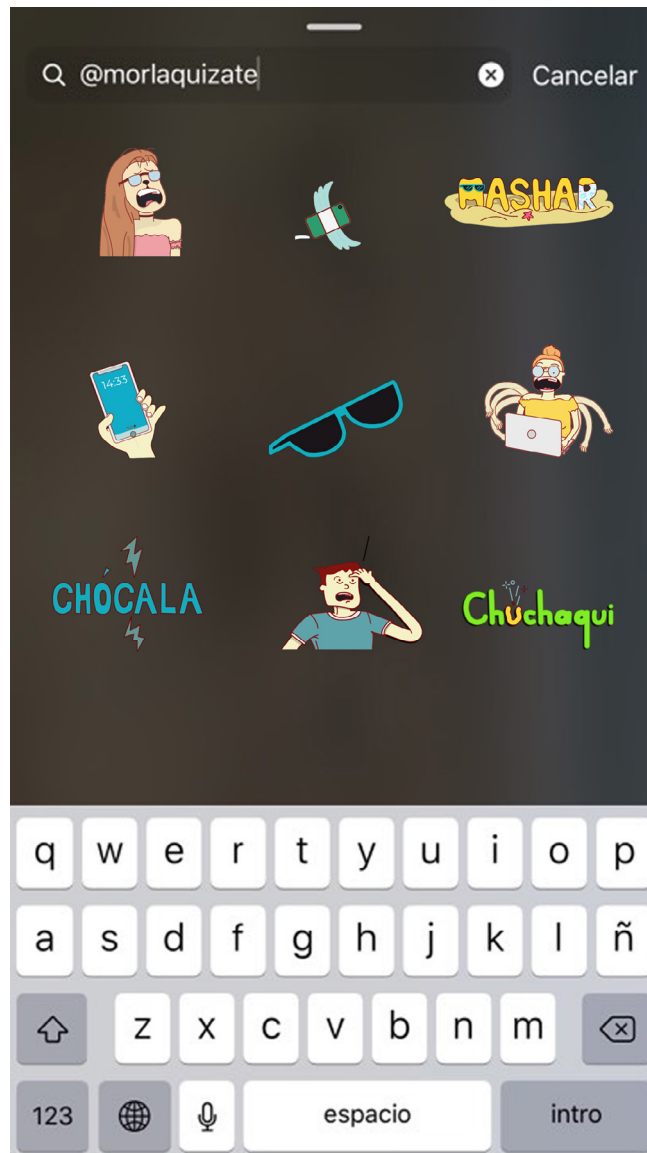 @morlaquizate
Cancelar
MASHAR
14:33
CHÓCALA
Chuchaqui
q w e r t y u i o p
a s d f g h j k l ñ
z x c v b n m
123 espacio intro